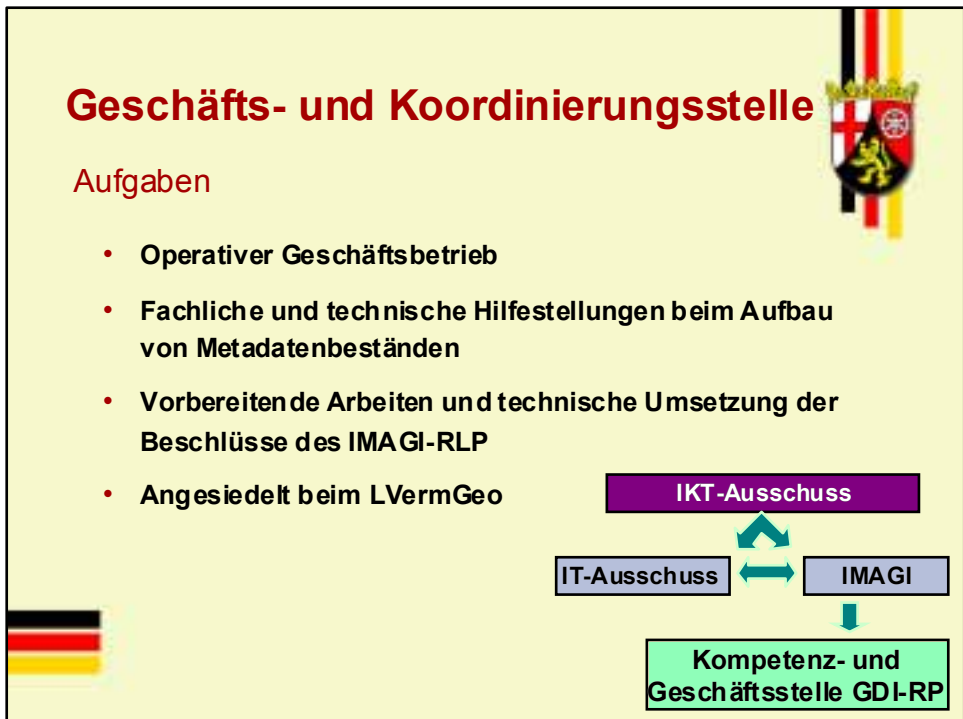 Geschäfts- und Koordinierungsstelle
Aufgaben
• Operativer Geschäftsbetrieb
• Fachliche und technische Hilfestellungen beim Aufbau
von Metadatenbeständen
• Vorbereitende Arbeiten und technische Umsetzung der
Beschlüsse des IMAGI-RLP
• Angesiedelt beim LVermGeo
IKT-Ausschuss
IT-Ausschuss
IMAGI
Kompetenz- und
Geschäftsstelle GDI-RP